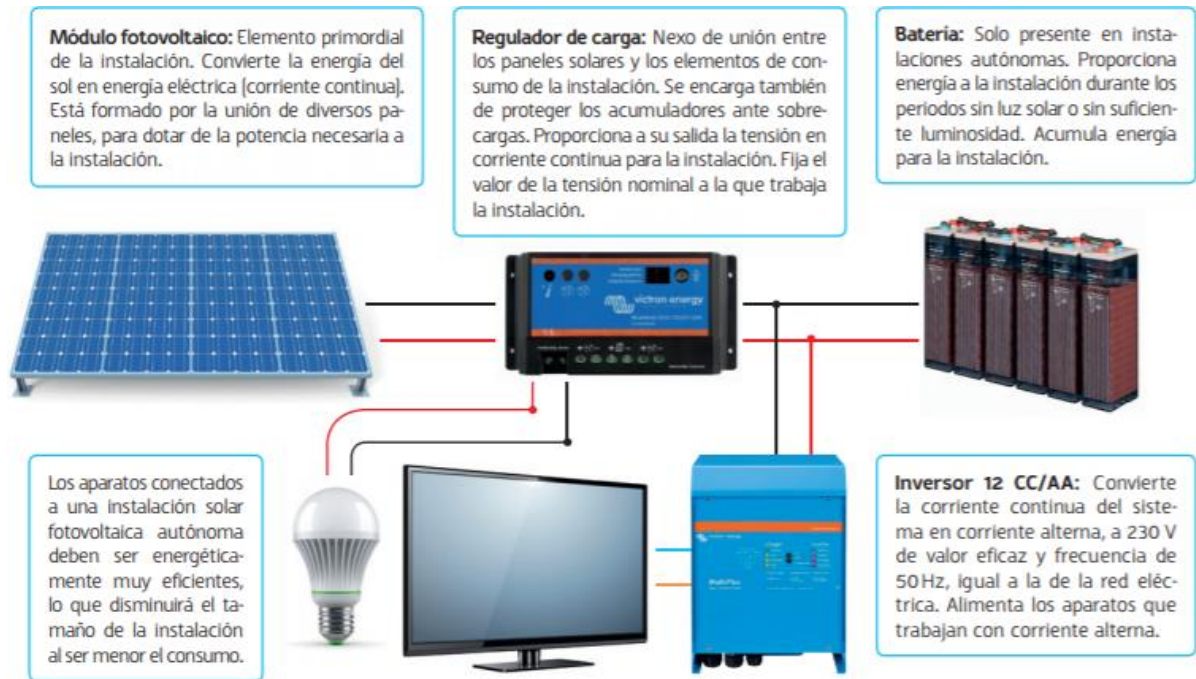 Módulo fotovoltaico: Elemento primordial
de la instalación. Convierte la energía del
sol en energía eléctrica (corriente continua).
Está formado por la unión de diversos pa-
neles, para dotar de la potencia necesaria a
la instalación.
Regulador de carga: Nexo de unión entre
los paneles solares y los elementos de con-
sumo de la instalación. Se encarga también
de proteger los acumuladores ante sobre-
cargas. Proporciona a su salida la tensión en
corriente continua para la instalación. Fija el
valor de la tensión nominal a la que trabaja
la instalación.
Batería: Solo presente en insta-
laciones autónomas. Proporciona
energía a la instalación durante los
periodos sin luz solar o sin suficien-
te luminosidad. Acumula energía
para la instalación.
victron energy
Los aparatos conectados
a una instalación solar
fotovoltaica autónoma
deben ser energética-
mente muy eficientes,
lo que disminuirá el ta-
maño de la instalación
al ser menor el consumo.
Inversor 12 CC/AA: Convierte
la corriente continua del siste-
ma en corriente alterna, a 230 V
de valor eficaz y frecuencia de
50 Hz, igual a la de la red eléc-
trica. Alimenta los aparatos que
trabajan con corriente alterna.